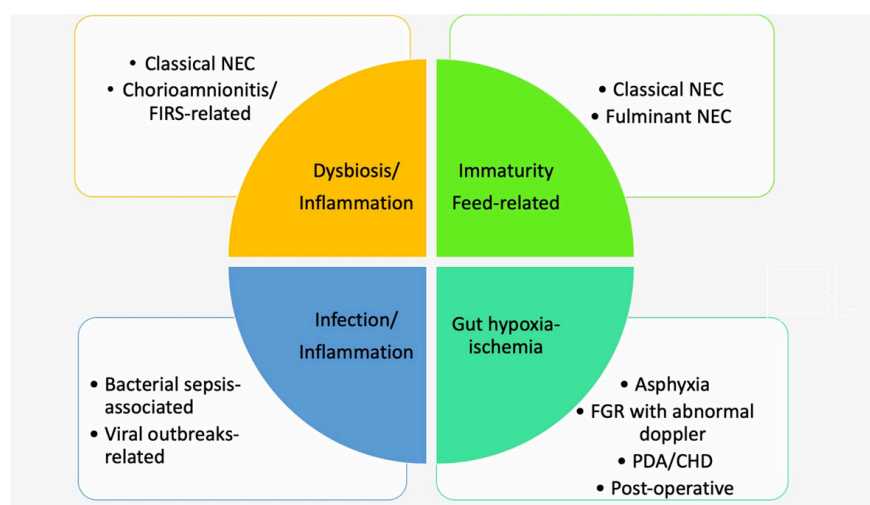 • Classical NEC
• Chorioamnionitis/
FIRS-related
• Classical NEC
• Fulminant NEC
Dysbiosis/
Inflammation
Immaturity
Feed-related
Infection/
Inflammation
Gut hypoxia-
ischemia
• Bacterial sepsis-
associated
• Viral outbreaks-
related
• Asphyxia
• FGR with abnormal
doppler
• PDA/CHD
• Post-operative